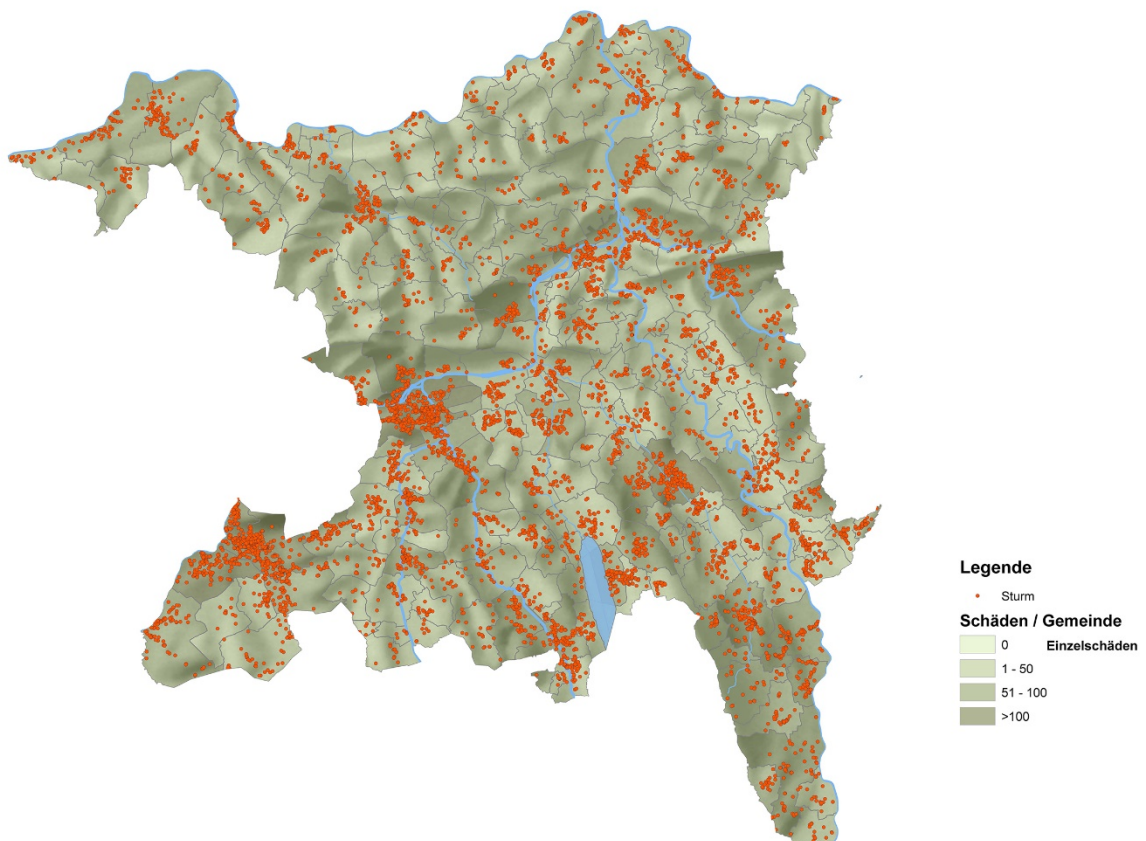 Legende
Sturm
Schäden / Gemeinde
0 Einzelschäden
1 - 50
51 - 100
>100